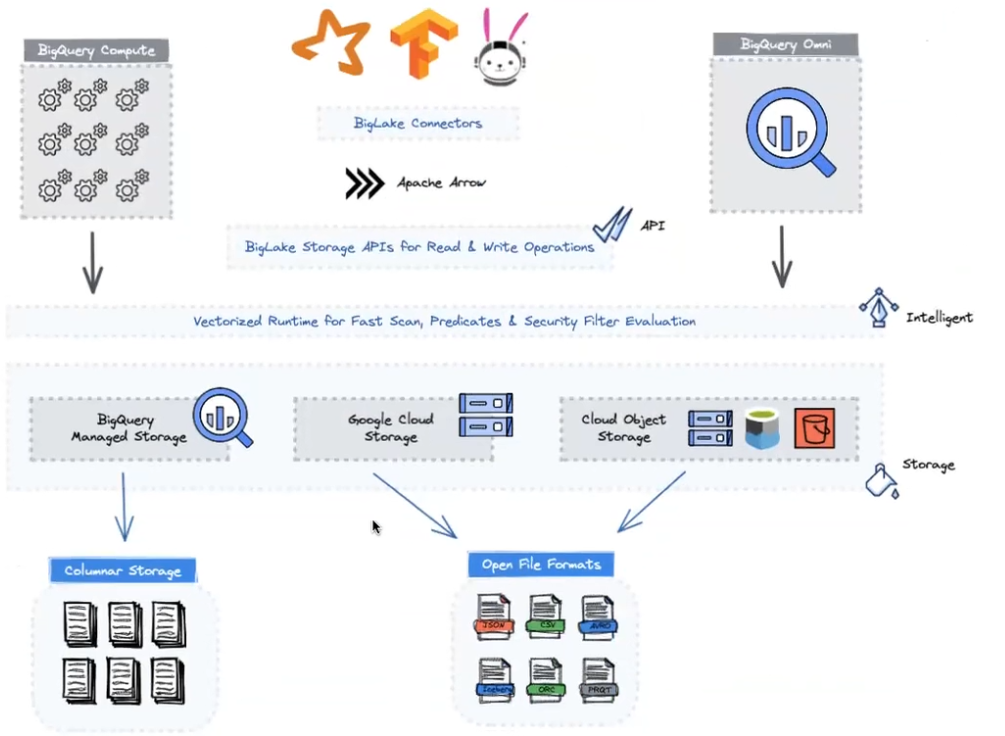 BigQuery Compute
BigQuery Omni
BigLake Connectors
Apache Arrow
API
BigLake Storage APIs for Read & Write Operations
Vectorized Runtime for Fast Scan, Predicates & Security Filter Evaluation
Intelligent
BigQuery
Managed Storage
Google Cloud
Storage
Cloud Object
Storage
Storage
Columnar Storage
Open File Formats
JSON
CSV
AVRO
Iceberg
ORC
PRQT